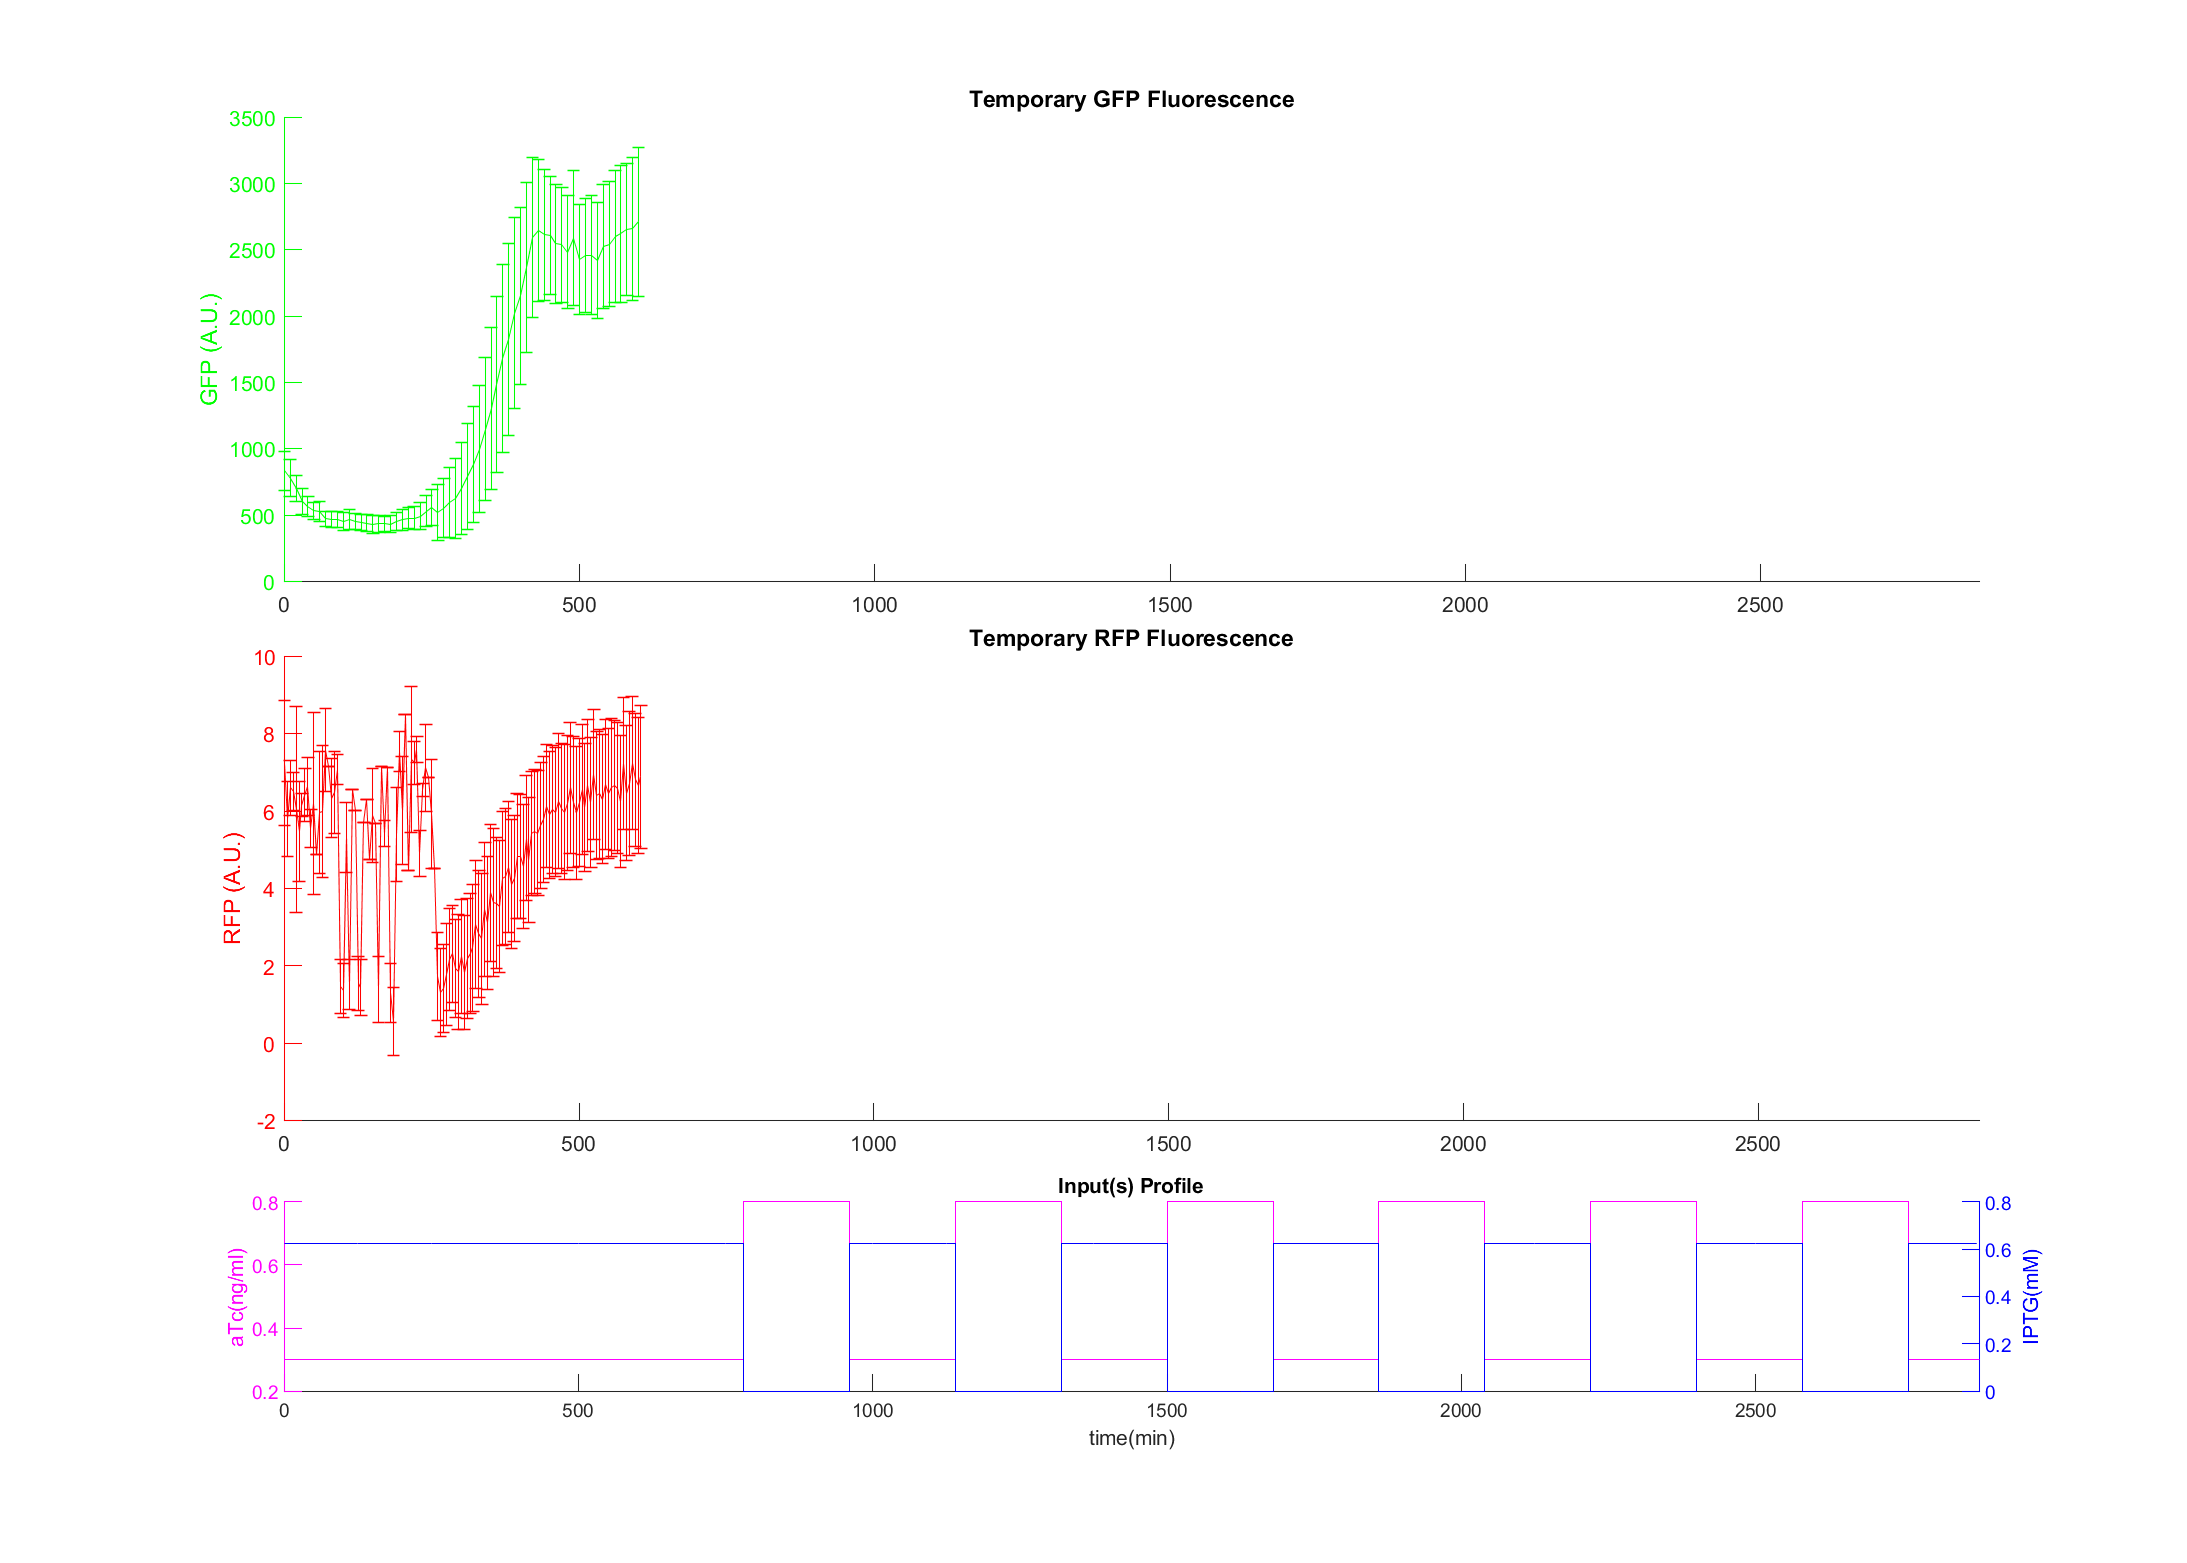 Temporary GFP Fluorescence
3500
3000
2500
2000
1500
1000
500
0
GFP (A.U.)
0 500 1000 1500 2000 2500
Temporary RFP Fluorescence
10
8
6
4
2
0
-2
RFP (A.U.)
0 500 1000 1500 2000 2500
Input(s) Profile
0.8
0.6
0.4
0.2
aTc(ng/ml)
0.8
0.6
0.4
0.2
0
IPTG(mM)
0 500 1000 1500 2000 2500
time(min)